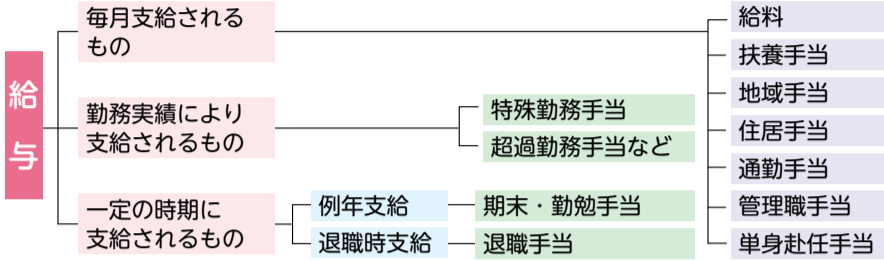 給与
毎月支給される
もの
給料
扶養手当
地域手当
住居手当
通勤手当
管理職手当
単身赴任手当
勤務実績により
支給されるもの
特殊勤務手当
超過勤務手当など
一定の時期に
支給されるもの
例年支給
期末・勤勉手当
退職時支給
退職手当